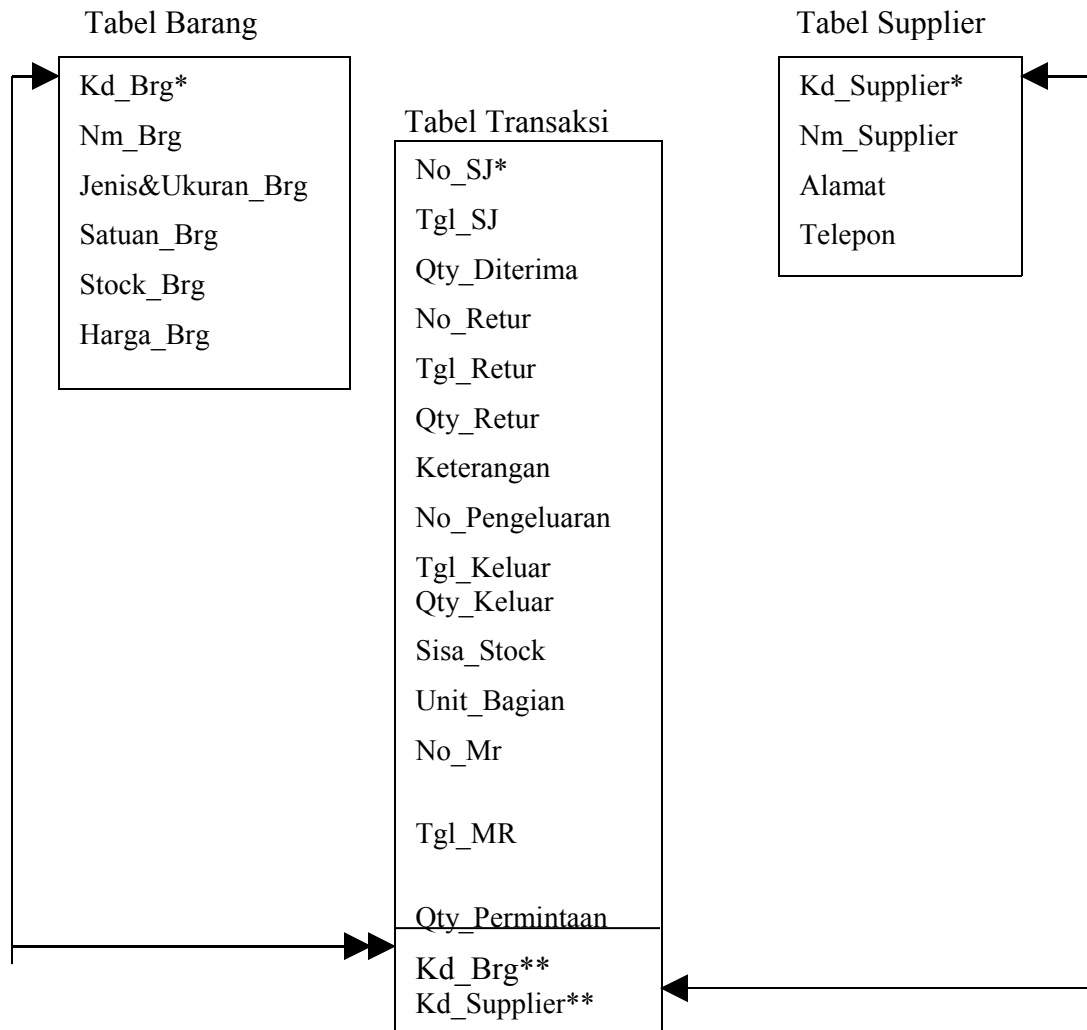 Tabel Barang
Kd_Brg*
Nm_Brg
Jenis&Ukuran_Brg
Satuan_Brg
Stock_Brg
Harga_Brg
Tabel Transaksi
No_SJ*
Tgl_SJ
Qty_Diterima
No_Retur
Tgl_Retur
Qty_Retur
Keterangan
No_Pengeluaran
Tgl_Keluar
Qty_Keluar
Sisa_Stock
Unit_Bagian
No_Mr
Tgl_MR
Qty_Permintaan
Kd_Brg**
Kd_Supplier**
Tabel Supplier
Kd_Supplier*
Nm_Supplier
Alamat
Telepon